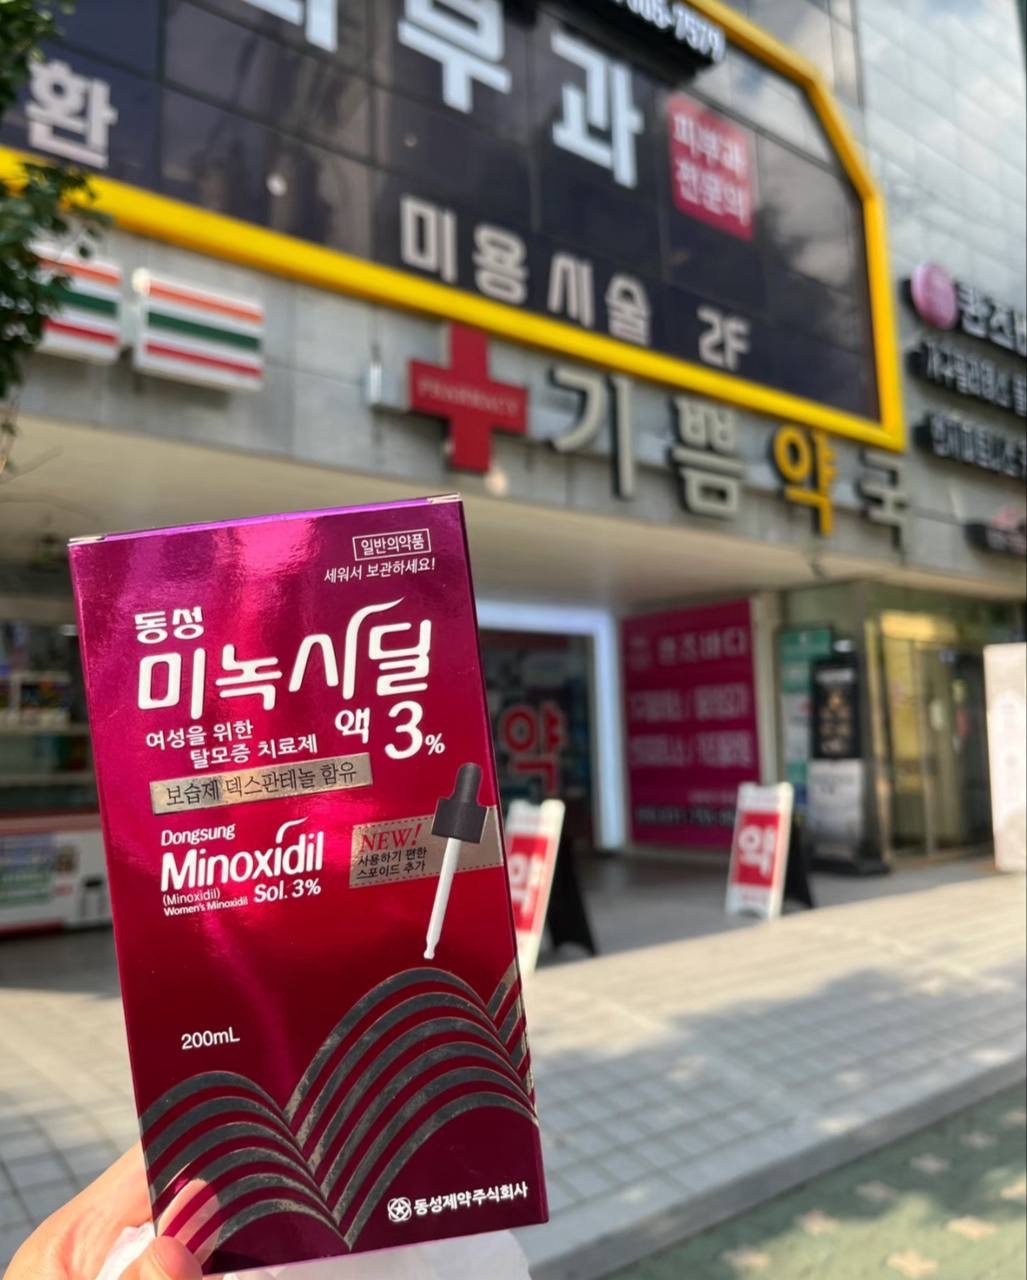 부과
환
피부과
전문의
미용시술 2F
PHARMACY
기쁨약국
일반의약품
세워서 보관하세요!
동성
미녹시딜
액 3%
여성을 위한
탈모증 치료제
보습제 덱스판테놀 함유
Dongsung
Minoxidil
(Minoxidil)
Women's Minoxidil
Sol. 3%
NEW!
사용하기 편한
스포이드 추가
200mL
동성제약주식회사
약
약
약